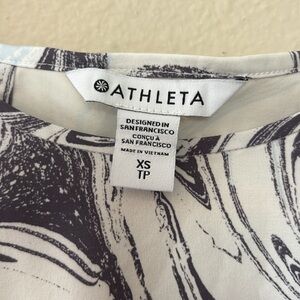 ATHLETA
DESIGNED IN
SAN FRANCISCO
CONÇU À
SAN FRANCISCO
MADE IN VIETNAM
XS
TP